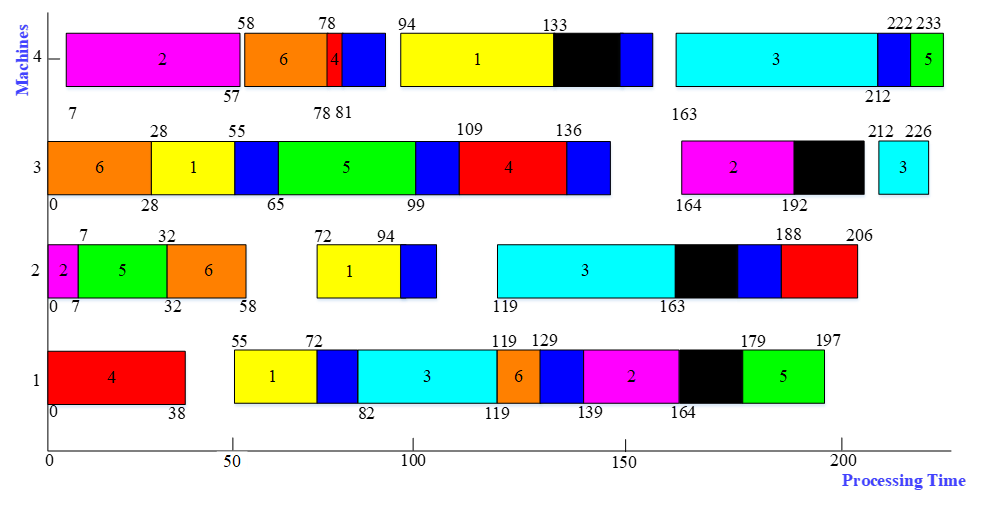 Machines
58 78 94 133 222 233
4 2 6 4 1 3 5
57 212
7 78 81 163
28 55 109 136 212 226
3 6 1 5 4 2 3
0 28 65 99 164 192
7 32 72 94 188 206
2 2 5 6 1 3
0 7 32 58 119 163
55 72 119 129 179 197
1 4 1 3 6 2 5
0 38 82 119 139 164
0 50 100 150 200
Processing Time